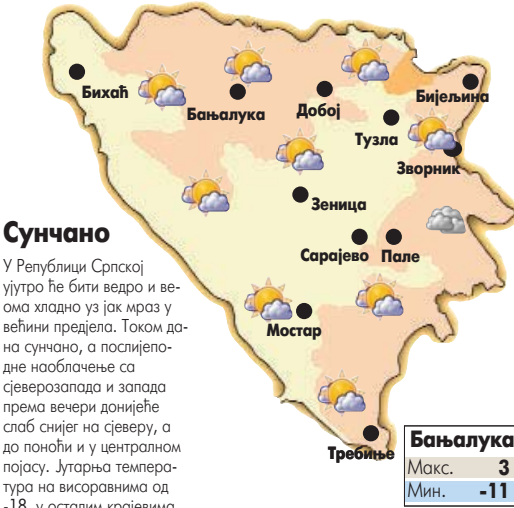 Бихаћ
Бањалука
Добој
Бијељина
Тузла
Зворник
Зеница
Сарајево
Пале
Мостар
Требиње
Сунчано
У Републици Српској
ујутро ће бити ведро и ве-
ома хладно уз јак мраз у
већини предјела. Током да-
на сунчано, а послијепо-
дне наоблачење са
сјеверозапада и запада
према вечери донијеће
слаб снијег на сјеверу, а
до поноћи и у централном
појасу. Јутарња темпера-
тура на висоравнима од
-18, у осталим крајевима
Бањалука
Макс. 3
Мин. -11